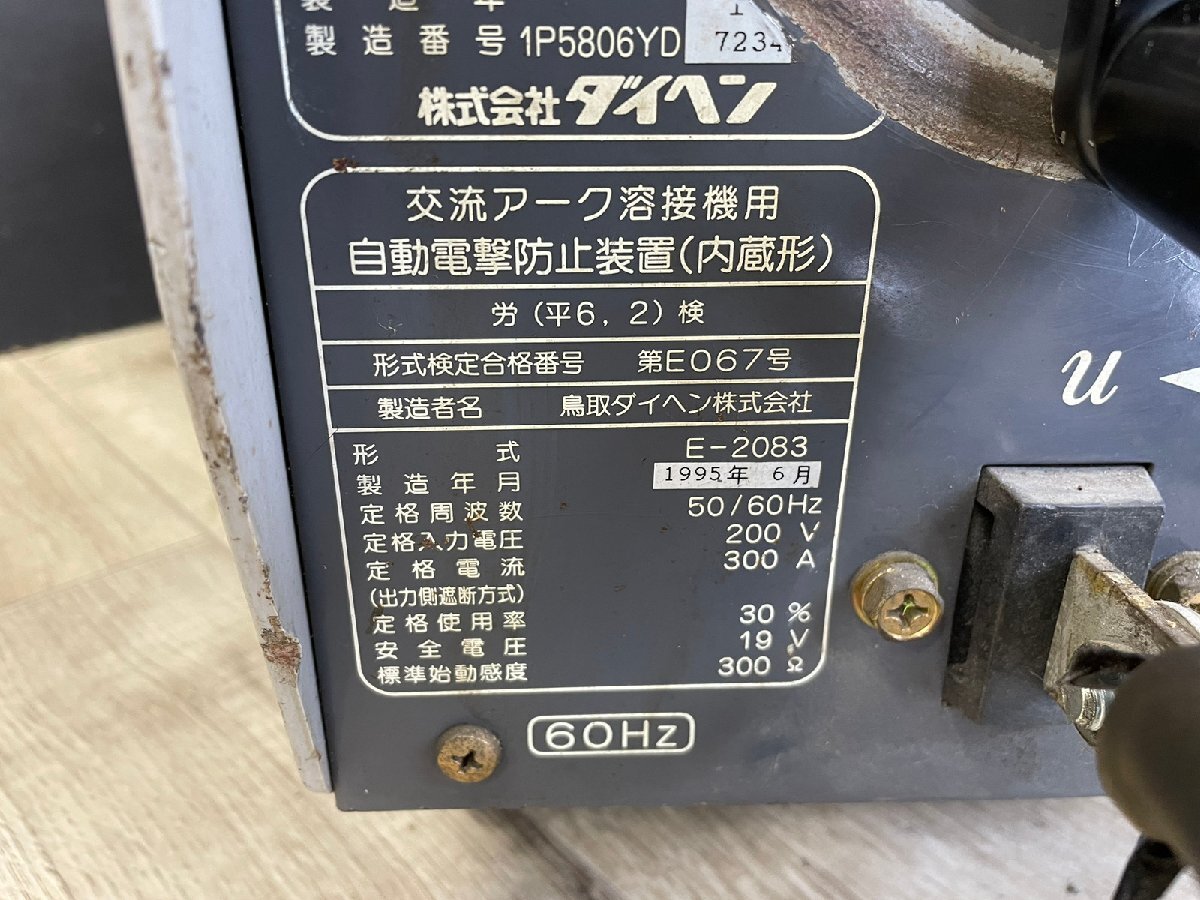 製造年
製造番号 1P5806YD 7234
株式会社ダイヘン
交流アーク溶接機用
自動電撃防止装置(内蔵形)
労(平6,2)検
形式検定合格番号 第E067号
製造者名 鳥取ダイヘン株式会社
形式 E-2083
製造年月 1995年 6月
定格周波数 50/60Hz
定格入力電圧 200 V
定格電流 300 A
(出力側遮断方式)
定格使用率 30 %
安全電圧 19 V
標準始動感度 300 Ω
60Hz
u